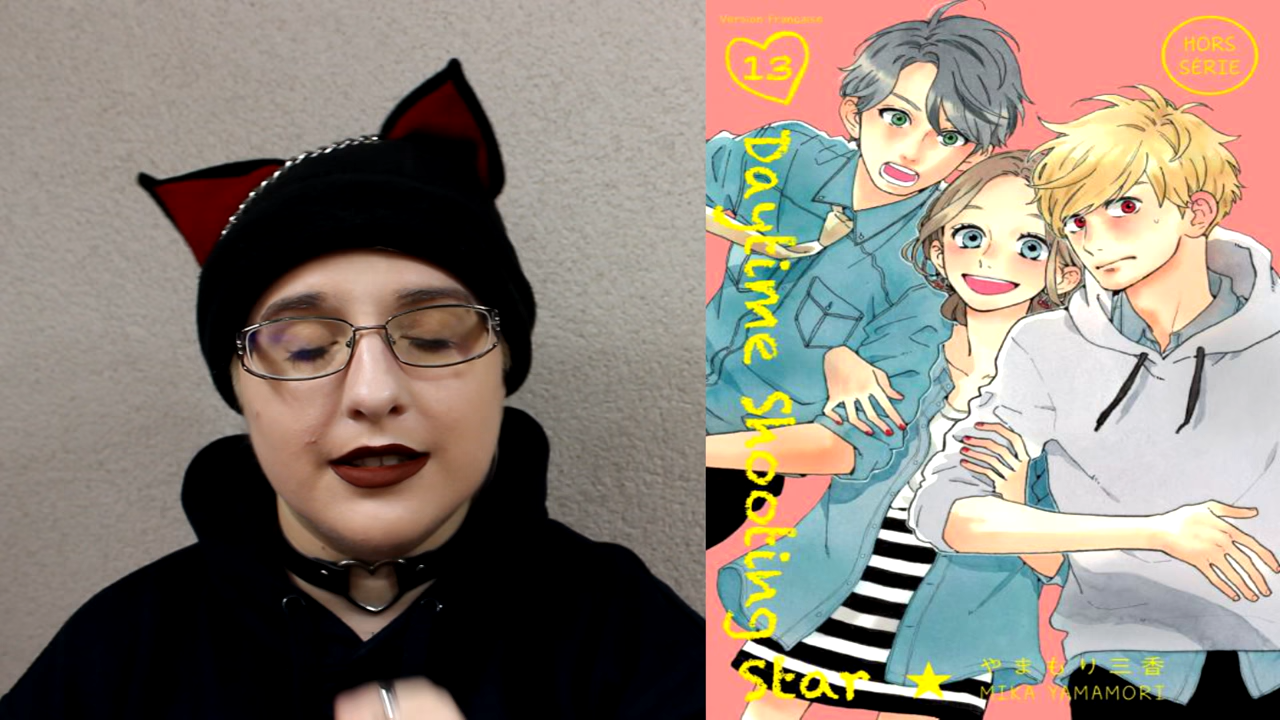 Version Française
13
HORS
SÉRIE
Daytime Shooting
Star ★
やまもり三香
MIKA YAMAMORI